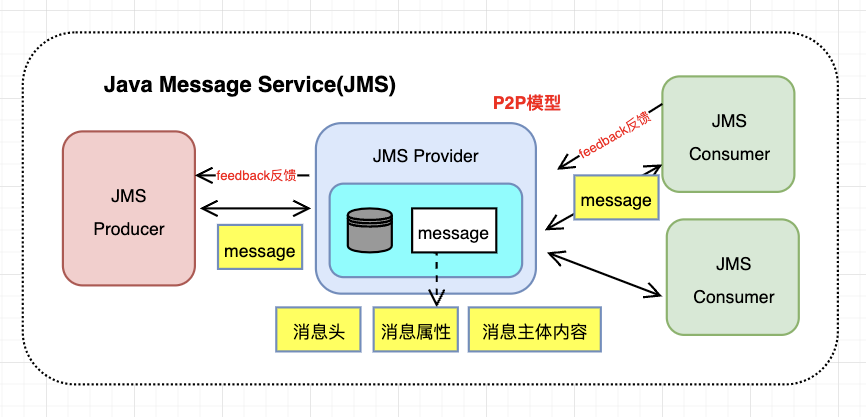 Java Message Service(JMS)
P2P模型
JMS
Producer
feedback反馈
message
JMS Provider
message
消息头
消息属性
消息主体内容
feedback反馈
message
JMS
Consumer
JMS
Consumer